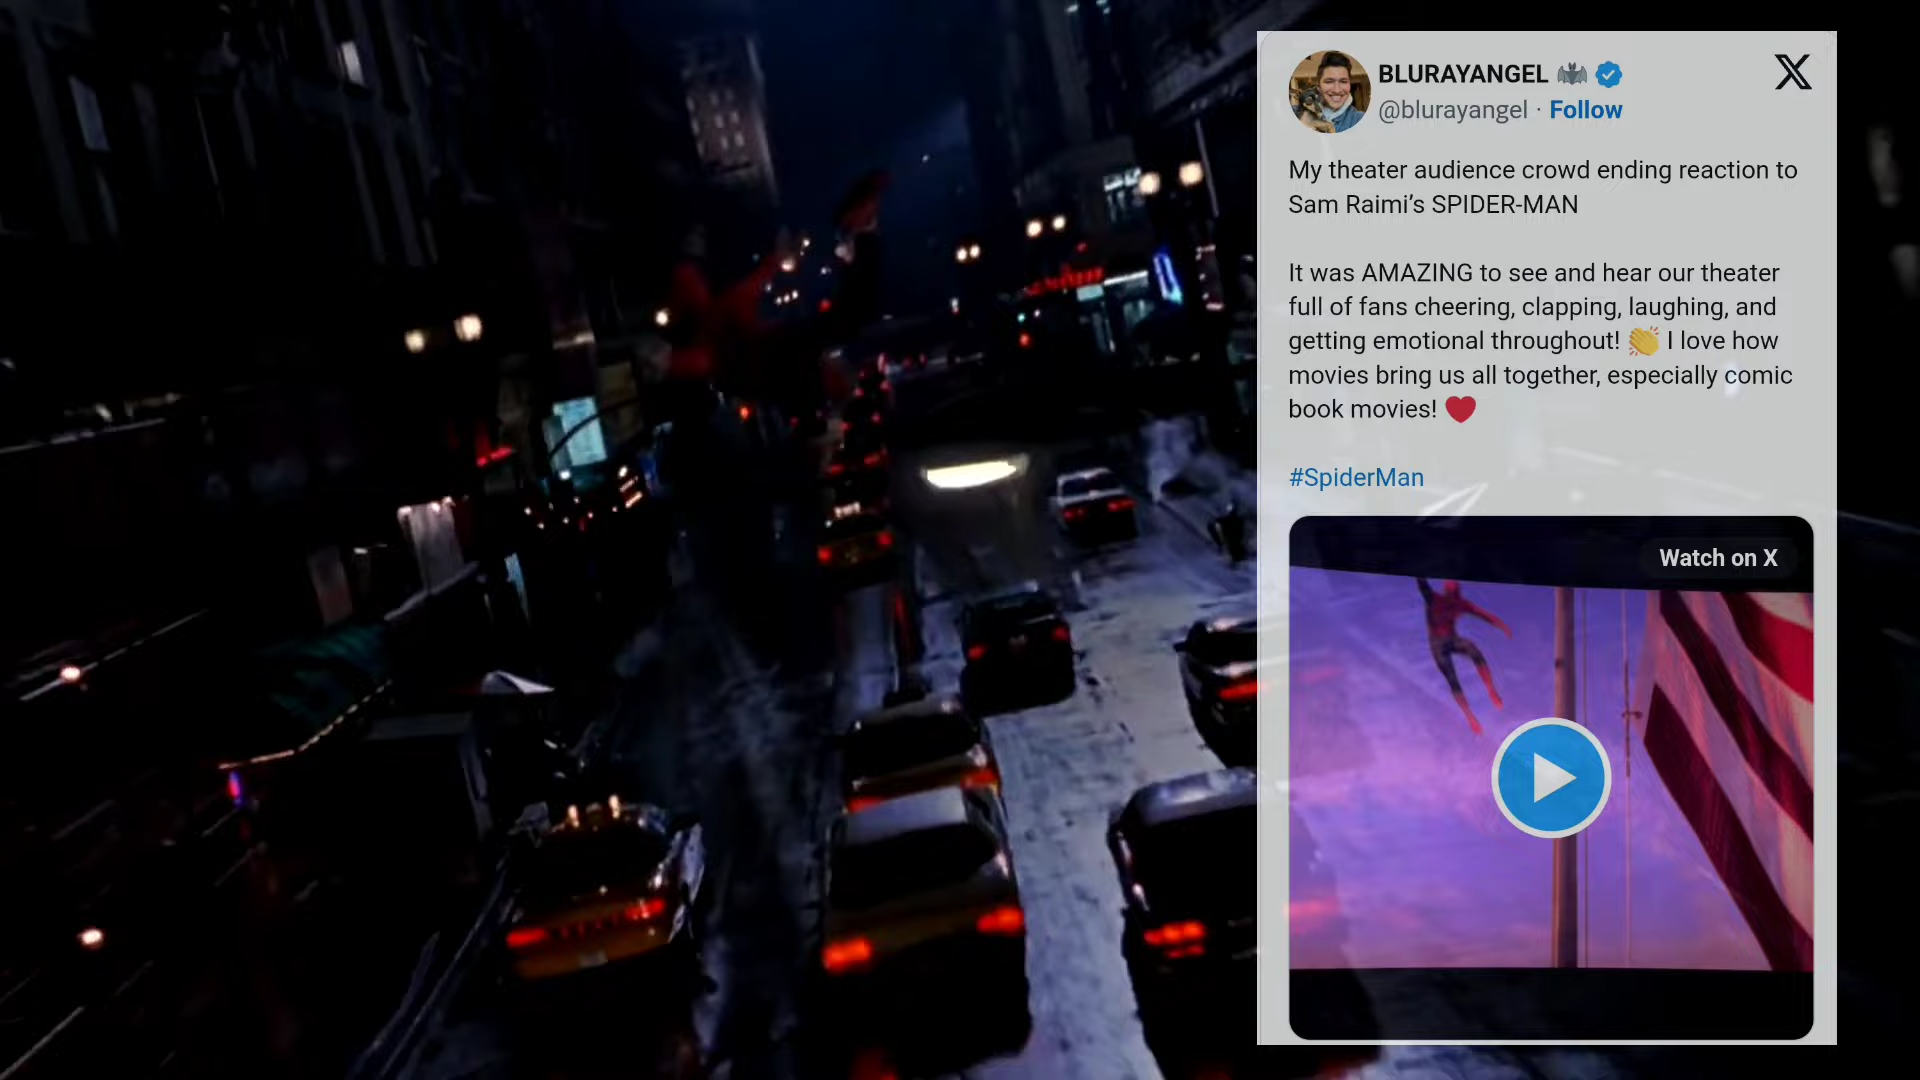 BLURAYANGEL 🦇
@blurayangel · Follow
My theater audience crowd ending reaction to
Sam Raimi’s SPIDER-MAN
It was AMAZING to see and hear our theater
full of fans cheering, clapping, laughing, and
getting emotional throughout! 👏 I love how
movies bring us all together, especially comic
book movies! ❤️
#SpiderMan
Watch on X